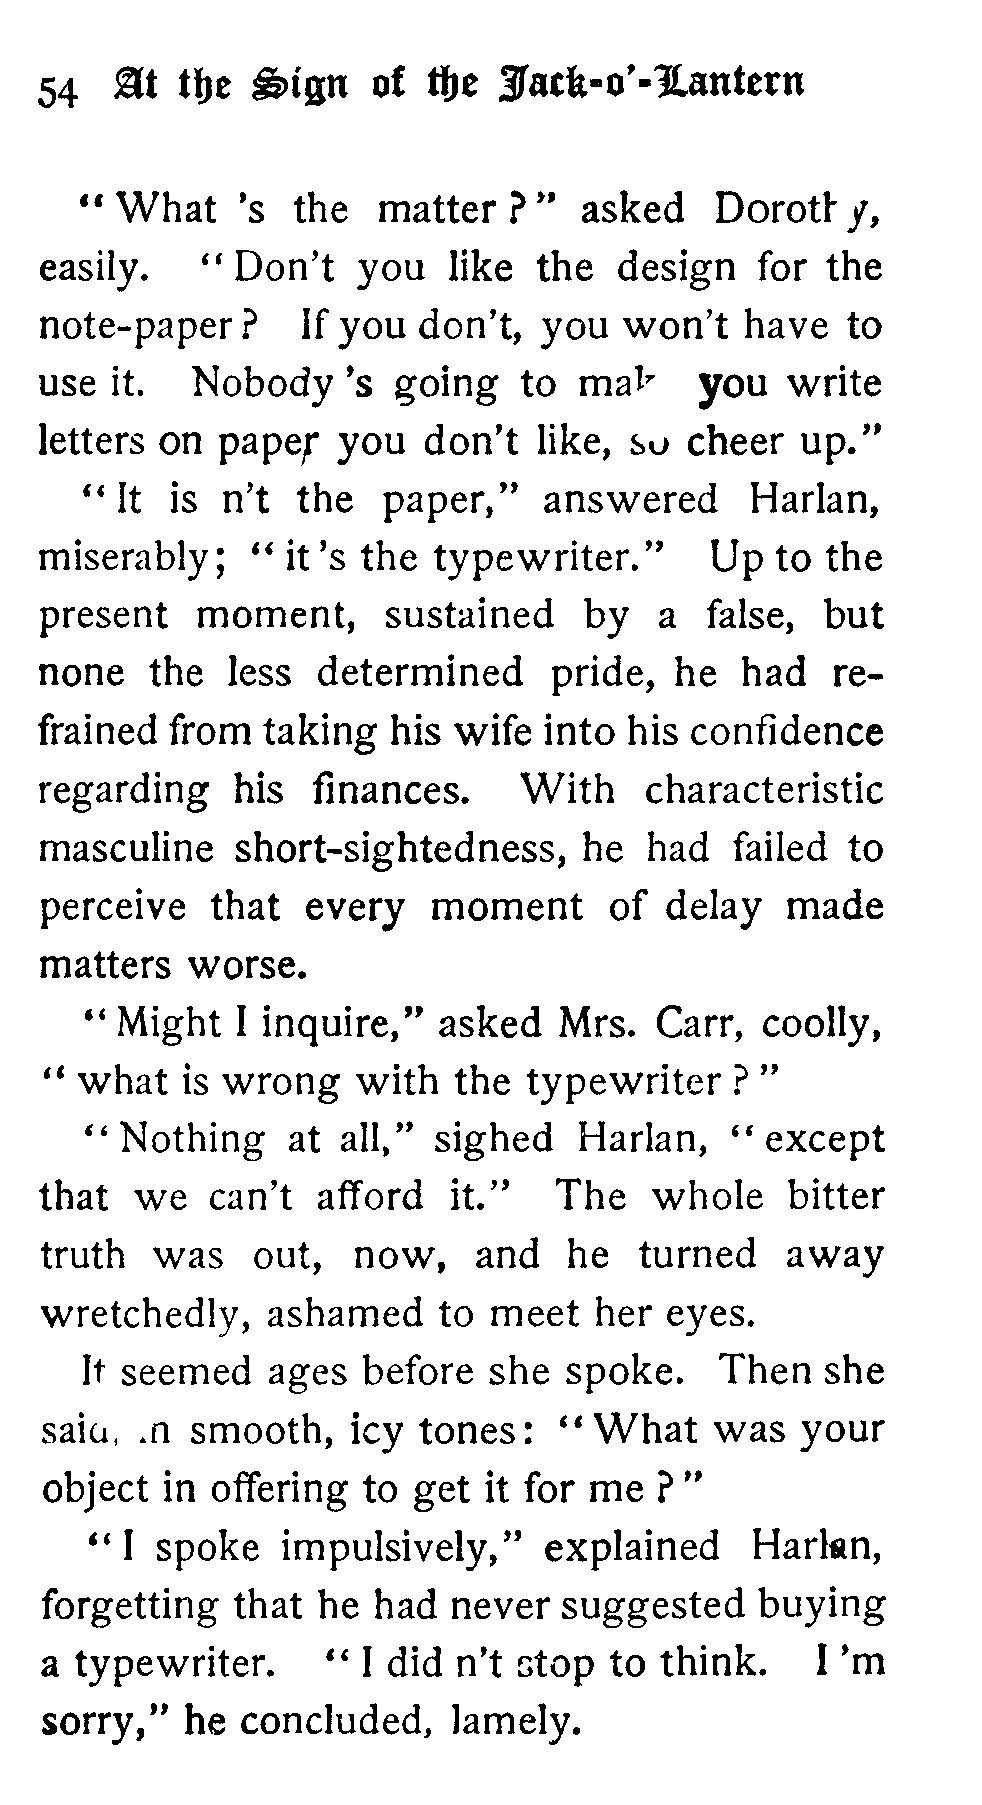 54 At the Sign of the Jack-o'-Lantern
“ What 's the matter ? ” asked Dorothy,
easily. “ Don't you like the design for the
note-paper ? If you don't, you won't have to
use it. Nobody 's going to make you write
letters on paper you don't like, so cheer up.”
“ It is n't the paper,” answered Harlan,
miserably ; “ it 's the typewriter.” Up to the
present moment, sustained by a false, but
none the less determined pride, he had re-
frained from taking his wife into his confidence
regarding his finances. With characteristic
masculine short-sightedness, he had failed to
perceive that every moment of delay made
matters worse.
“ Might I inquire,” asked Mrs. Carr, coolly,
“ what is wrong with the typewriter ? ”
“ Nothing at all,” sighed Harlan, “ except
that we can't afford it.” The whole bitter
truth was out, now, and he turned away
wretchedly, ashamed to meet her eyes.
It seemed ages before she spoke. Then she
said, in smooth, icy tones : “ What was your
object in offering to get it for me ? ”
“ I spoke impulsively,” explained Harlan,
forgetting that he had never suggested buying
a typewriter. “ I did n't stop to think. I 'm
sorry,” he concluded, lamely.